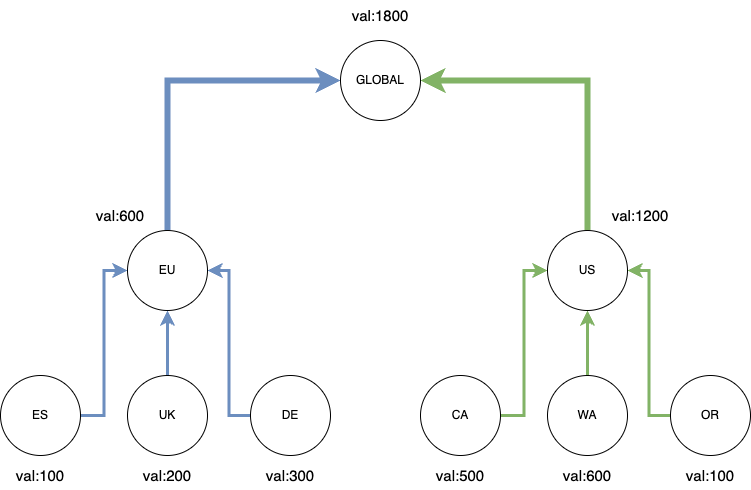 val:1800
GLOBAL
val:600
val:1200
EU
US
ES
UK
DE
CA
WA
OR
val:100
val:200
val:300
val:500
val:600
val:100